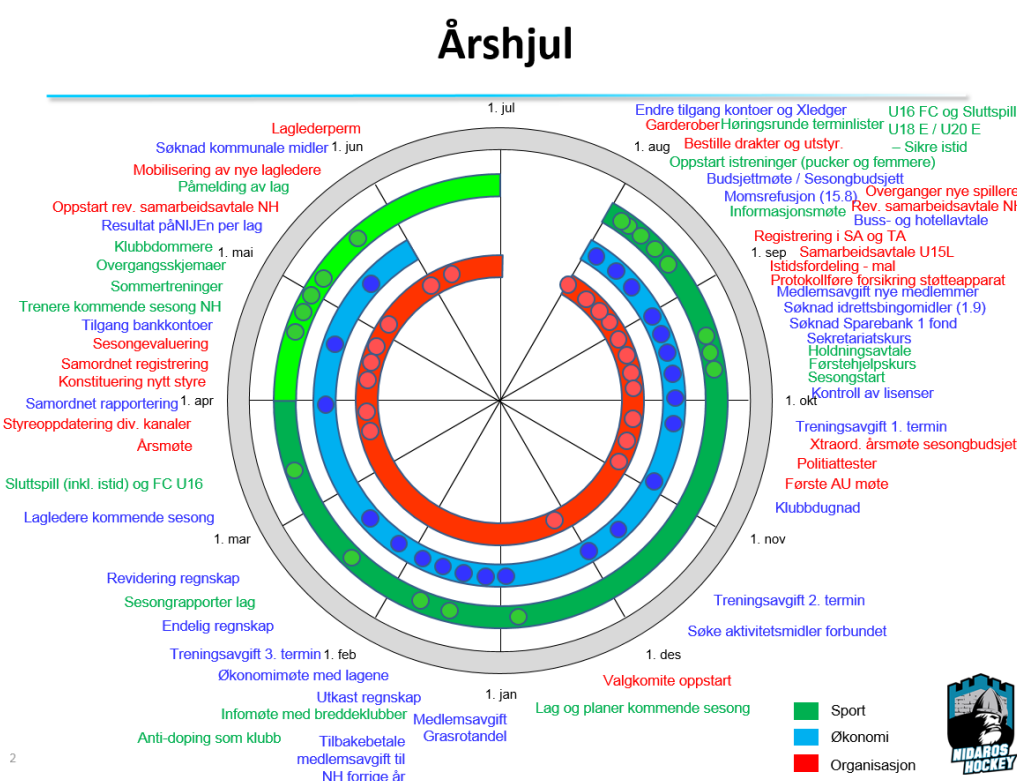 Årshjul
1. jul
Endre tilgang kontoer og Xledger
U16 FC og Sluttspill
Garderober
Høringsrunde terminlister
U18 E / U20 E
– Sikre istid
1. aug
Bestille drakter og utstyr.
Oppstart istreninger (pucker og femmere)
Budsjettmøte / Sesongbudsjett
Momsrefusjon (15.8)
Overganger nye spillere
Informasjonsmøte
Rev. samarbeidsavtale NH
Buss- og hotellavtale
Registrering i SA og TA
1. sep
Samarbeidsavtale U15L
Istidsfordeling - mal
Protokollføre forsikring støtteapparat
Medlemsavgift nye medlemmer
Søknad idrettsbingomidler (1.9)
Søknad Sparebank 1 fond
Sekretariatskurs
Holdningsavtale
Førstehjelpskurs
Sesongstart
Kontroll av lisenser
1. okt
Treningsavgift 1. termin
Xtraord. årsmøte sesongbudsjet
Politiattester
Første AU møte
Klubbdugnad
1. nov
Treningsavgift 2. termin
Søke aktivitetsmidler forbundet
1. des
Valgkomite oppstart
Lag og planer kommende sesong
1. jan
Medlemsavgift
Grasrotandel
Tilbakebetale
medlemsavgift til
NH forrige år
Anti-doping som klubb
Infomøte med breddeklubber
Utkast regnskap
Økonomimøte med lagene
Treningsavgift 3. termin
1. feb
Endelig regnskap
Sesongrapporter lag
Revidering regnskap
1. mar
Lagledere kommende sesong
Sluttspill (inkl. istid) og FC U16
Årsmøte
Styreoppdatering div. kanaler
Samordnet rapportering
1. apr
Konstituering nytt styre
Samordnet registrering
Sesongevaluering
Tilgang bankkontoer
Trenere kommende sesong NH
Sommertreninger
Overgangsskjemaer
Klubbdommere
1. mai
Resultat påNIJEn per lag
Oppstart rev. samarbeidsavtale NH
Påmelding av lag
Mobilisering av nye lagledere
Søknad kommunale midler
1. jun
Laglederperm
Sport
Økonomi
Organisasjon
NIDAROS
HOCKEY
2